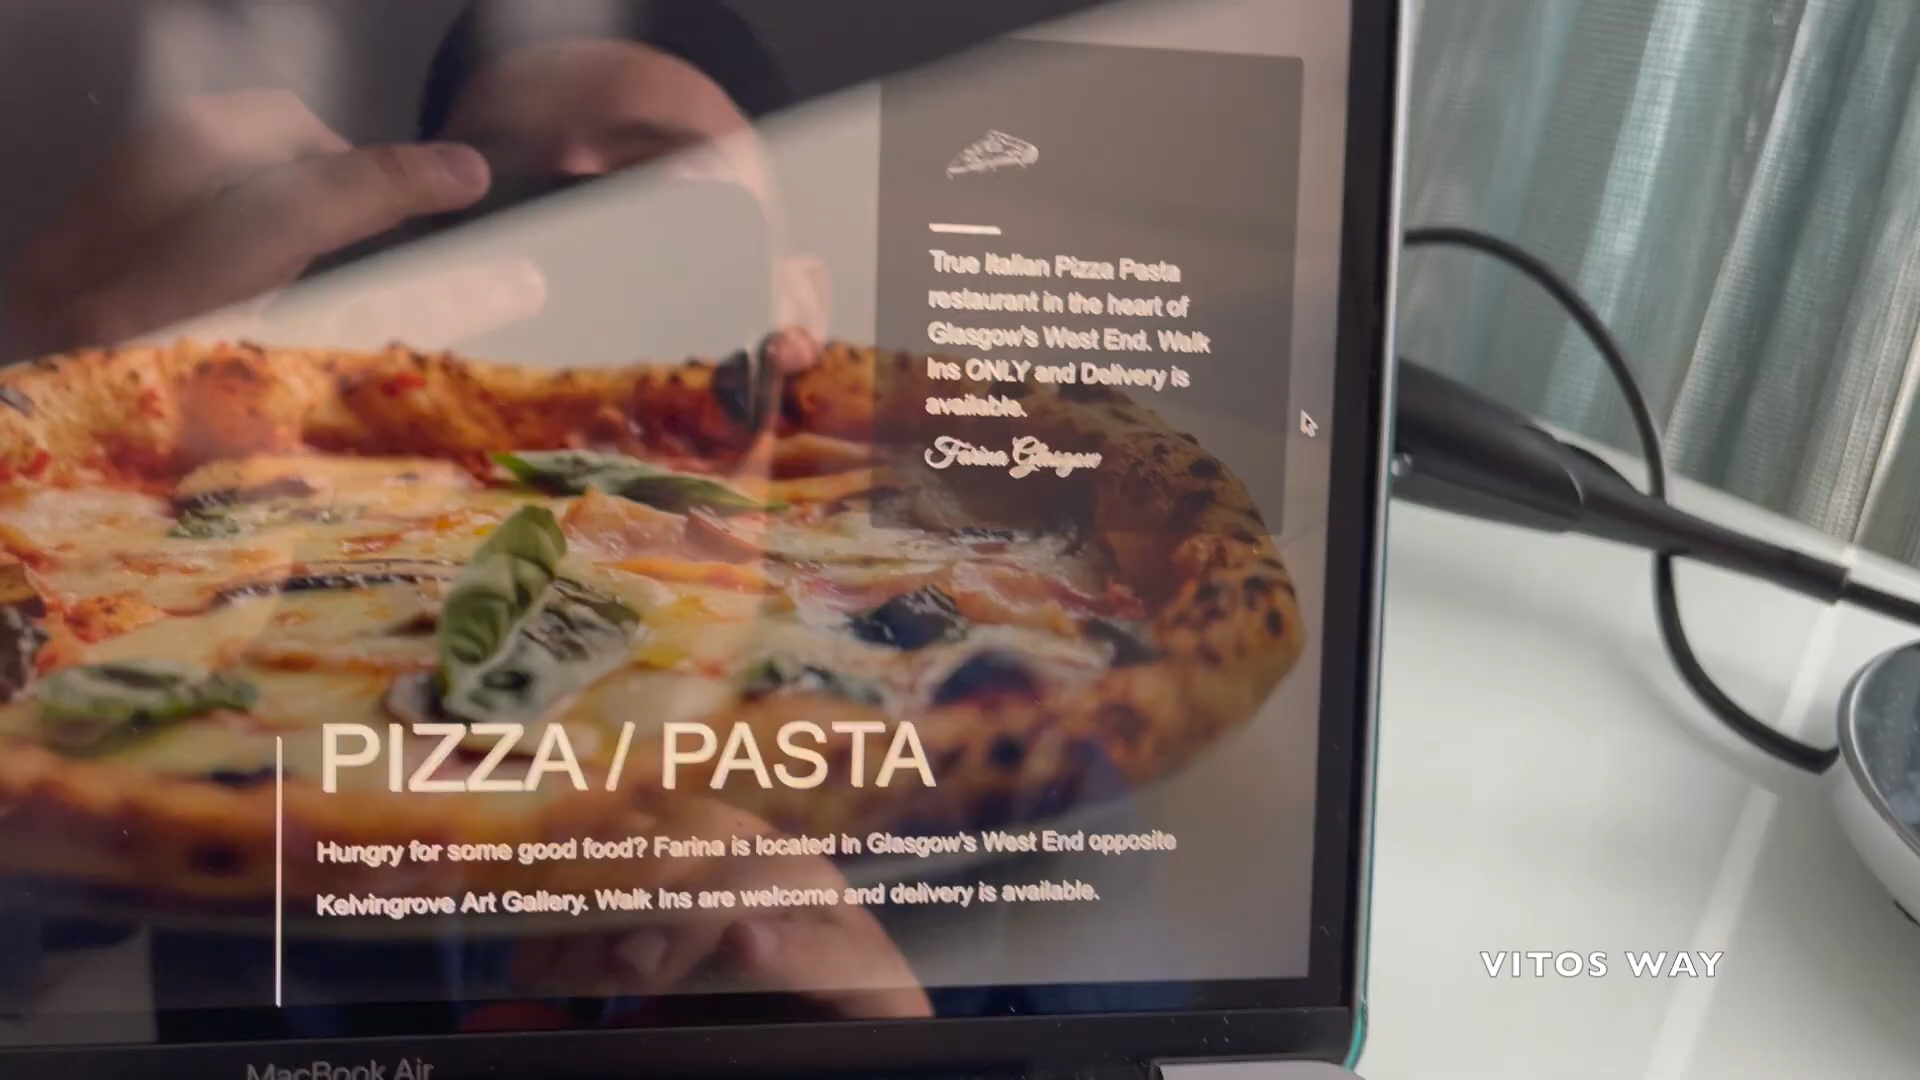 True Italian Pizza Pasta
restaurant in the heart of
Glasgow's West End. Walk
Ins ONLY and Delivery is
available.
Farina Glasgow
PIZZA / PASTA
Hungry for some good food? Farina is located in Glasgow's West End opposite
Kelvingrove Art Gallery. Walk Ins are welcome and delivery is available.
VITOS WAY
MacBook Air